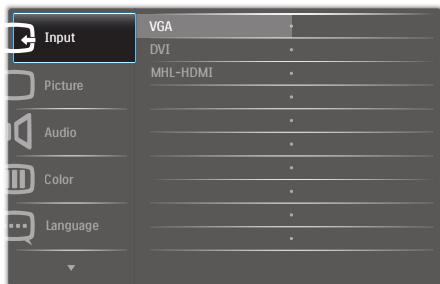 Input
Picture
Audio
Color
Language
VGA
DVI
MHL-HDMI